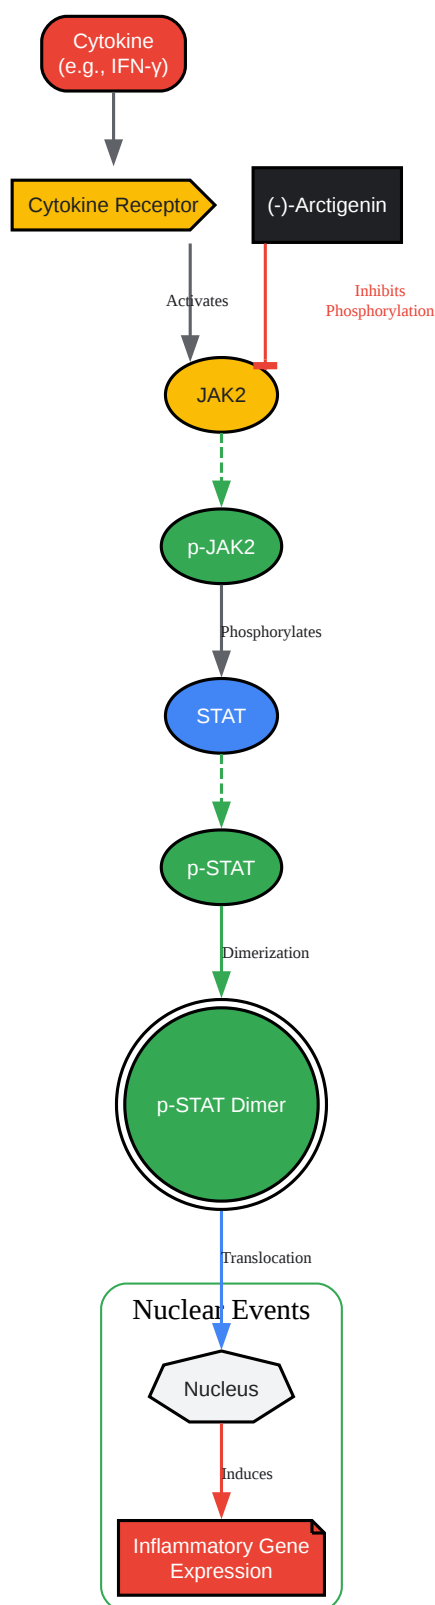 Cytokine
(e.g., IFN-γ)
Cytokine Receptor
(-)-Arctigenin
Activates
Inhibits
Phosphorylation
JAK2
p-JAK2
Phosphorylates
STAT
p-STAT
Dimerization
p-STAT Dimer
Translocation
Nuclear Events
Nucleus
Induces
Inflammatory Gene
Expression